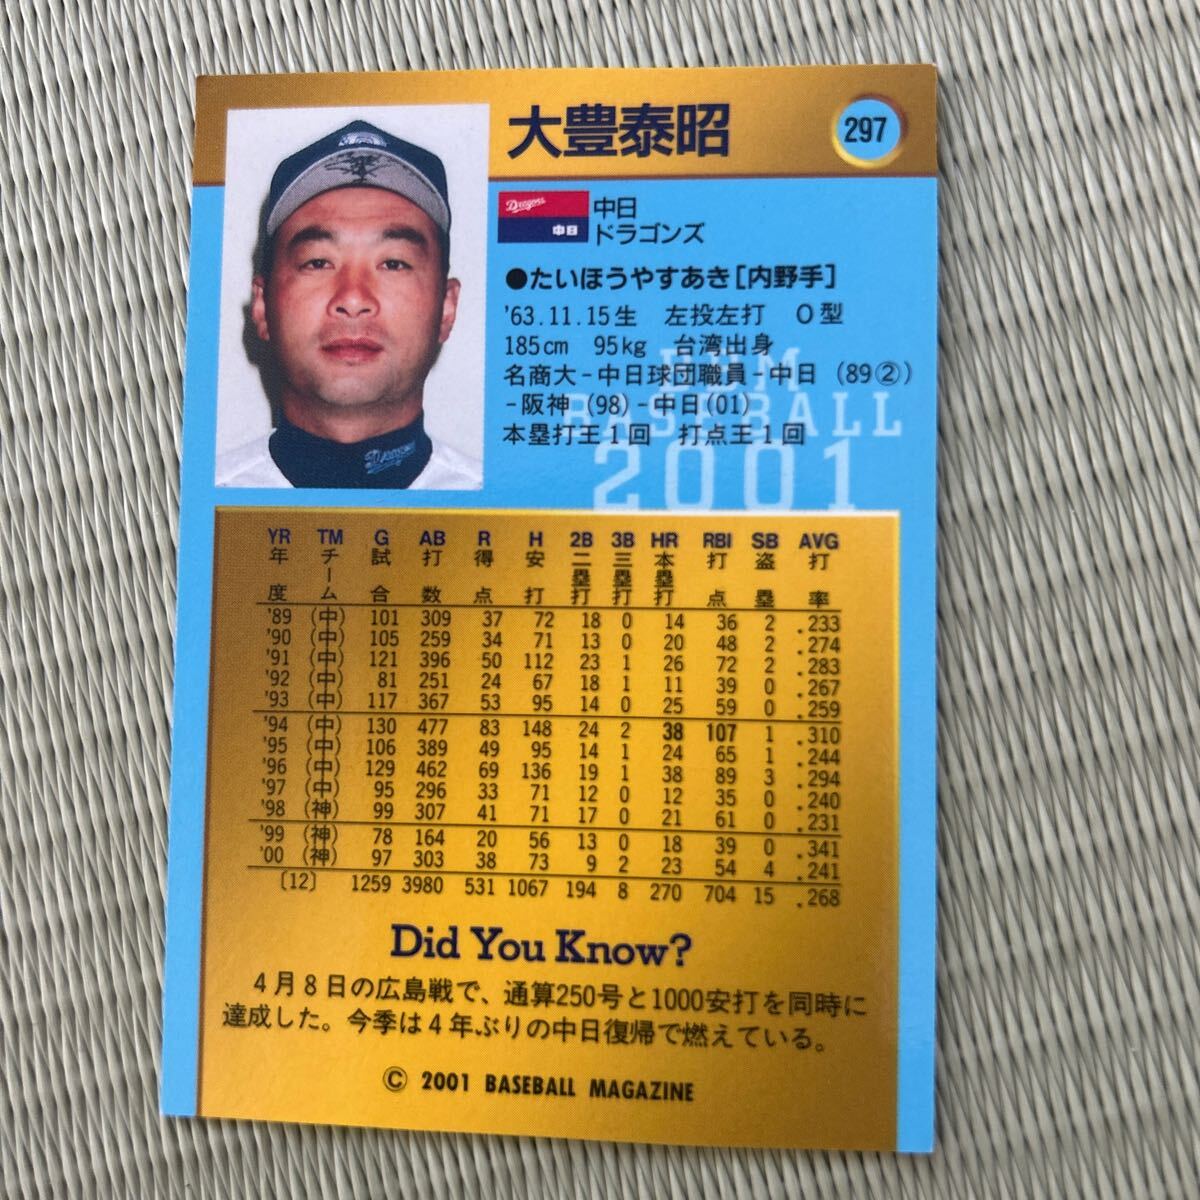 大豊泰昭
297
Dragons
中日
中日
ドラゴンズ
●たいほうやすあき[内野手]
'63.11.15生 左投左打 O型
185cm 95kg 台湾出身
名商大-中日球団職員-中日(89②)
-阪神(98)-中日(01)
本塁打王1回 打点王1回
BBM
BASEBALL
2001
YR TM G AB R H 2B 3B HR RBI SB AVG
年度 チーム 試合 打数 得点 安打 二塁打 三塁打 本塁打 打点 盗塁 打率
'89 (中) 101 309 37 72 18 0 14 36 2 .233
'90 (中) 105 259 34 71 13 0 20 48 2 .274
'91 (中) 121 396 50 112 23 1 26 72 2 .283
'92 (中) 81 251 24 67 18 1 11 39 0 .267
'93 (中) 117 367 53 95 14 0 25 59 0 .259
'94 (中) 130 477 83 148 24 2 38 107 1 .310
'95 (中) 106 389 49 95 14 1 24 65 1 .244
'96 (中) 129 462 69 136 19 1 38 89 3 .294
'97 (中) 95 296 33 71 12 0 12 35 0 .240
'98 (神) 99 307 41 71 17 0 21 61 0 .231
'99 (神) 78 164 20 56 13 0 18 39 0 .341
'00 (神) 97 303 38 73 9 2 23 54 4 .241
〔12〕 1259 3980 531 1067 194 8 270 704 15 .268
Did You Know?
4月8日の広島戦で、通算250号と1000安打を同時に
達成した。今季は4年ぶりの中日復帰で燃えている。
© 2001 BASEBALL MAGAZINE